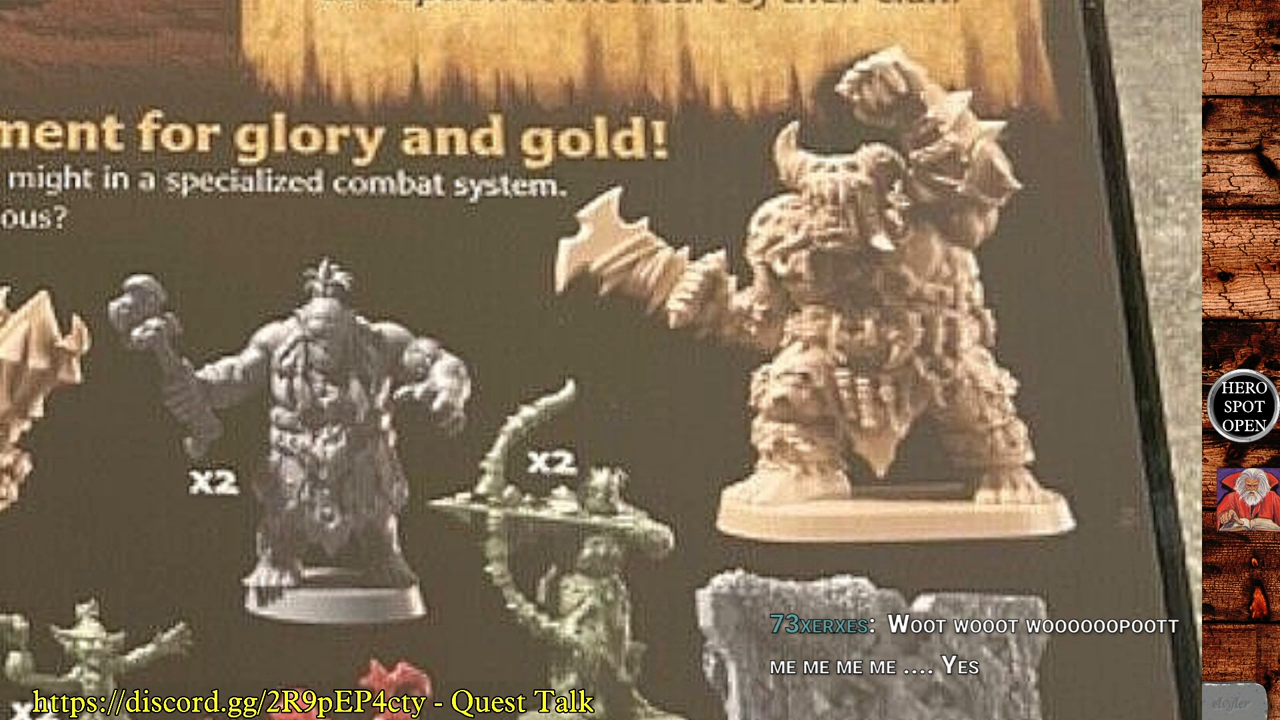 ment for glory and gold!
might in a specialized combat system.
ous?
x2
x2
HERO
SPOT
OPEN
73xerxes: Woot wooot woooooopoott
me me me me .... Yes
https://discord.gg/2R9pEP4cty - Quest Talk